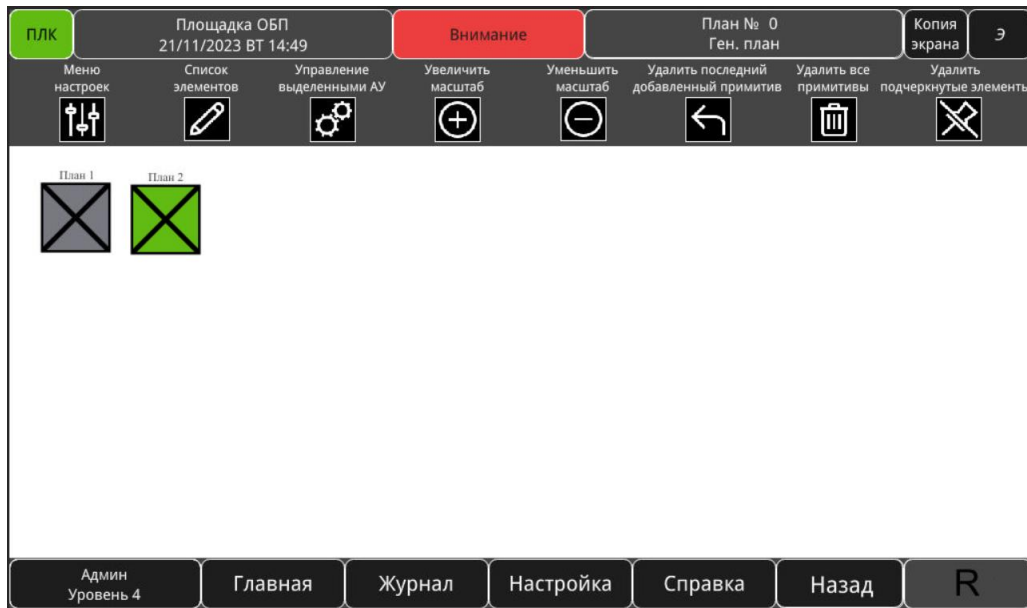 ПЛК
Площадка ОБП
21/11/2023 ВТ 14:49
Внимание
План № 0
Ген. план
Копия
экрана
Э
Меню
настроек
Список
элементов
Управление
выделенными АУ
Увеличить
масштаб
Уменьшить
масштаб
Удалить последний
добавленный примитив
Удалить все
примитивы
Удалить
подчеркнутые элементы
План 1
План 2
Админ
Уровень 4
Главная
Журнал
Настройка
Справка
Назад
R